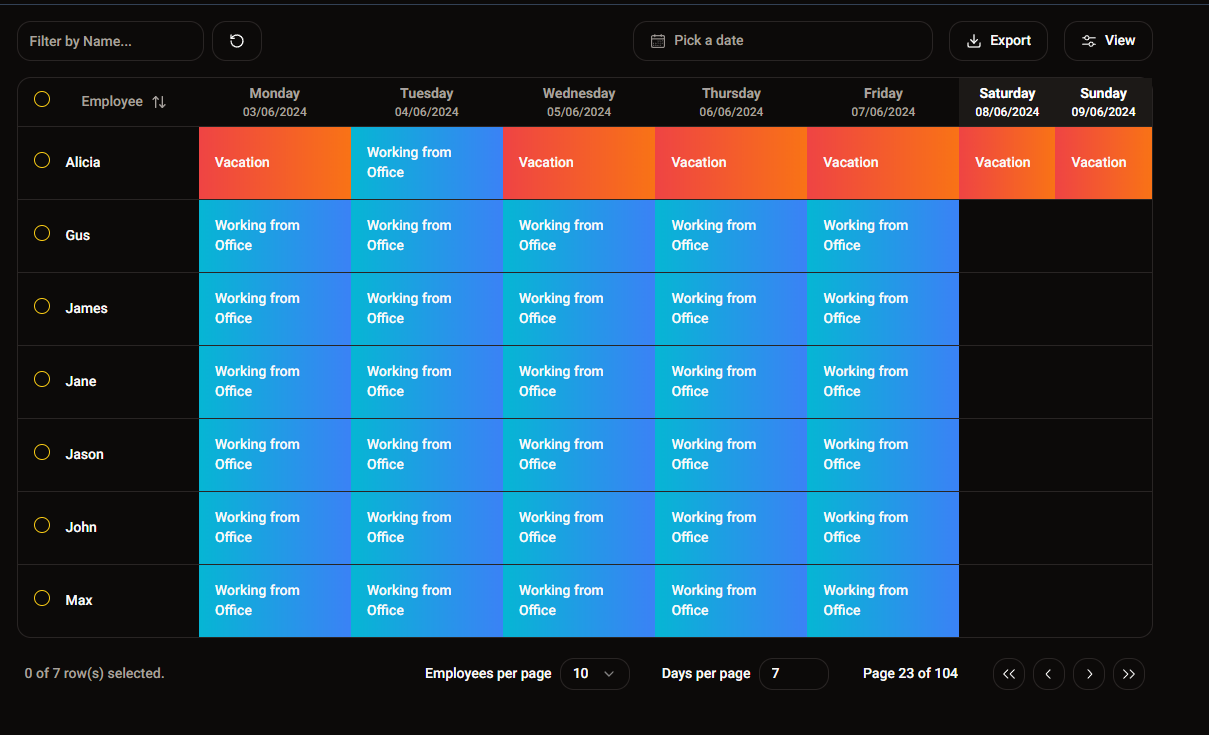 Filter by Name...
Pick a date
Export
View
Employee
Monday
03/06/2024
Tuesday
04/06/2024
Wednesday
05/06/2024
Thursday
06/06/2024
Friday
07/06/2024
Saturday
08/06/2024
Sunday
09/06/2024
Alicia
Vacation
Working from
Office
Vacation
Vacation
Vacation
Vacation
Vacation
Gus
Working from
Office
Working from
Office
Working from
Office
Working from
Office
Working from
Office
James
Working from
Office
Working from
Office
Working from
Office
Working from
Office
Working from
Office
Jane
Working from
Office
Working from
Office
Working from
Office
Working from
Office
Working from
Office
Jason
Working from
Office
Working from
Office
Working from
Office
Working from
Office
Working from
Office
John
Working from
Office
Working from
Office
Working from
Office
Working from
Office
Working from
Office
Max
Working from
Office
Working from
Office
Working from
Office
Working from
Office
Working from
Office
0 of 7 row(s) selected.
Employees per page
10
Days per page
7
Page 23 of 104